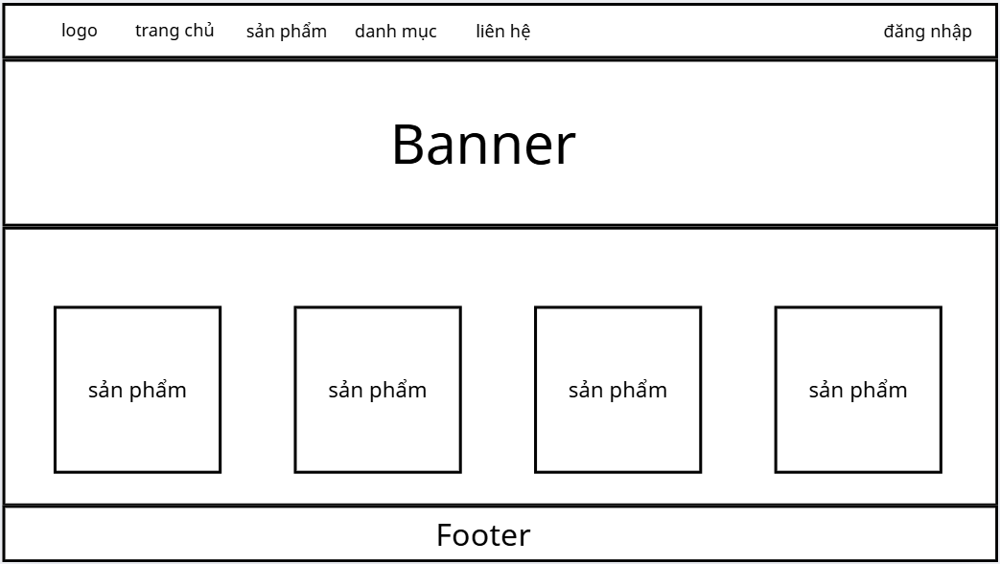 logo trang chủ sản phẩm danh mục liên hệ đăng nhập
Banner
sản phẩm sản phẩm sản phẩm sản phẩm
Footer